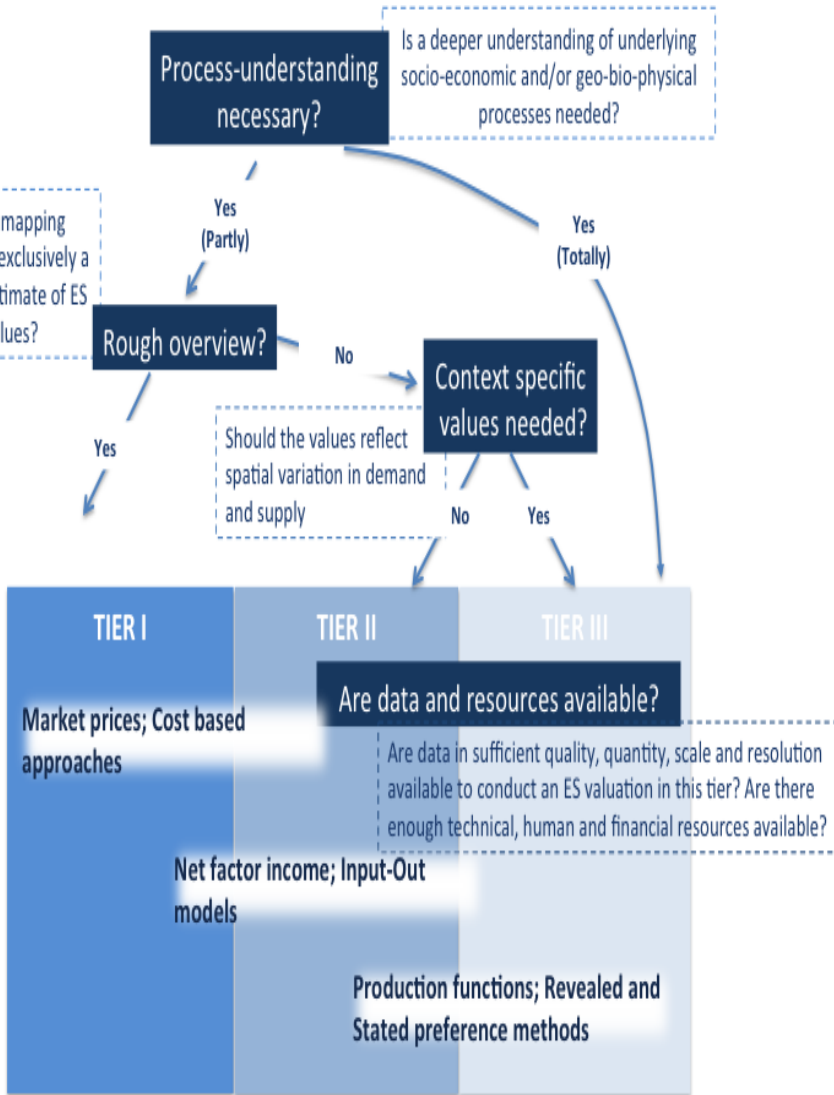 Process-understanding
necessary?
Is a deeper understanding of underlying
socio-economic and/or geo-bio-physical
processes needed?
Yes
(Partly)
Yes
(Totally)
mapping
exclusively a
timate of ES
lues?
Rough overview?
No
Context specific
values needed?
Yes
Should the values reflect
spatial variation in demand
and supply
No
Yes
TIER I
TIER II
TIER III
Are data and resources available?
Market prices; Cost based
approaches
Are data in sufficient quality, quantity, scale and resolution
available to conduct an ES valuation in this tier? Are there
enough technical, human and financial resources available?
Net factor income; Input-Out
models
Production functions; Revealed and
Stated preference methods